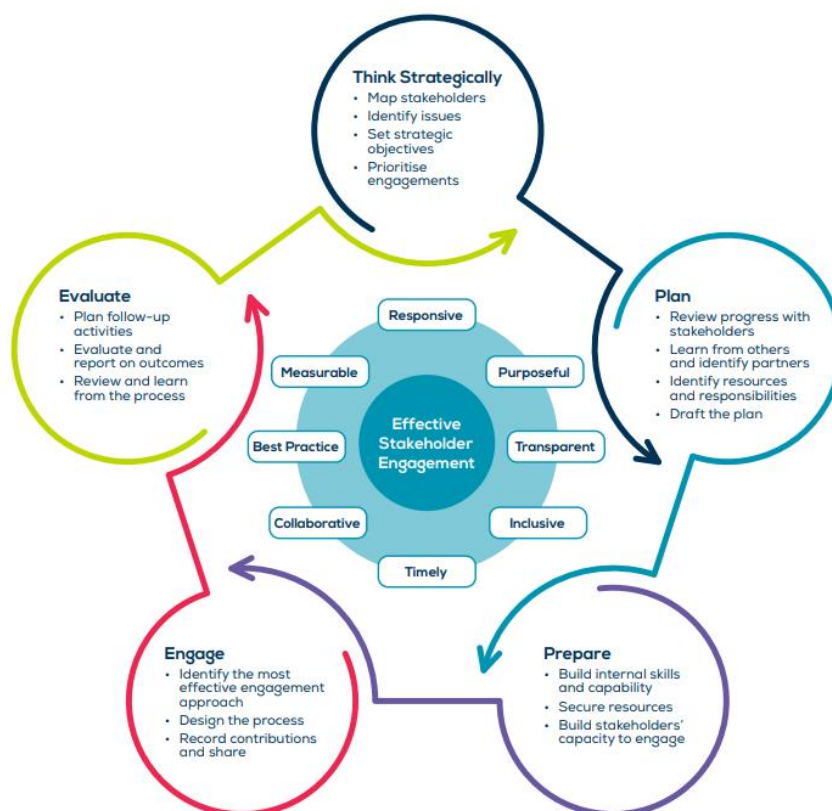 Think Strategically
• Map stakeholders
• Identify issues
• Set strategic
objectives
• Prioritise
engagements
Plan
• Review progress with
stakeholders
• Learn from others
and identify partners
• Identify resources
and responsibilities
• Draft the plan
Prepare
• Build internal skills
and capability
• Secure resources
• Build stakeholders'
capacity to engage
Engage
• Identify the most
effective engagement
approach
• Design the process
• Record contributions
and share
Evaluate
• Plan follow-up
activities
• Evaluate and
report on outcomes
• Review and learn
from the process
Effective
Stakeholder
Engagement
Responsive
Purposeful
Transparent
Inclusive
Timely
Collaborative
Best Practice
Measurable